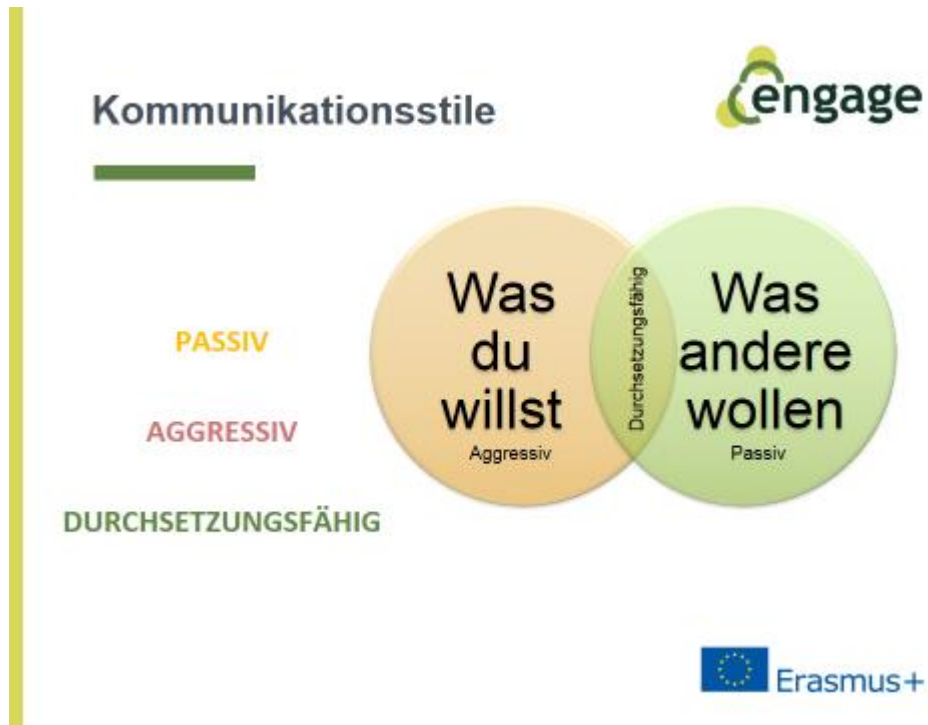 Kommunikationsstile
engage
PASSIV
AGGRESSIV
DURCHSETZUNGSFÄHIG
Was
du
willst
Aggressiv
Durchsetzungsfähig
Was
andere
wollen
Passiv
Erasmus+